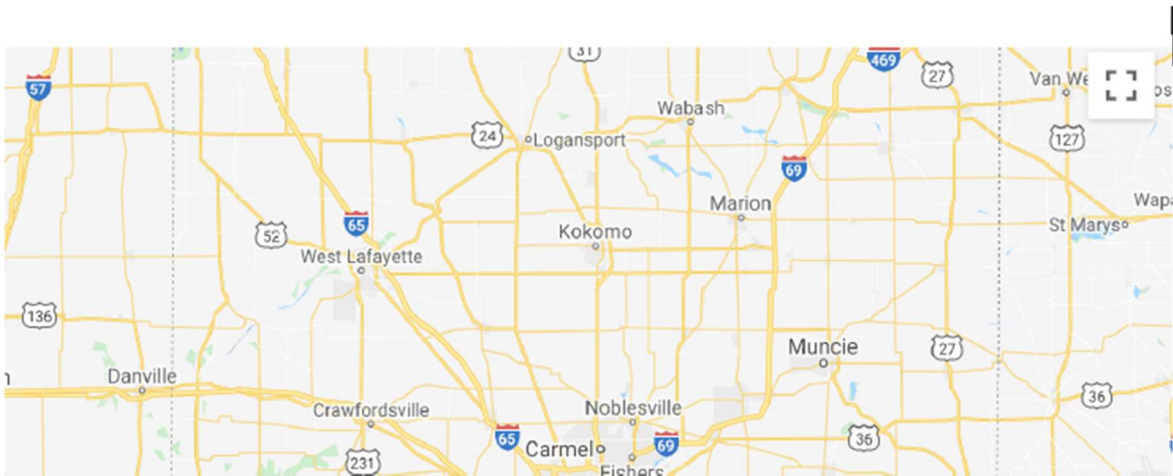 31
469
57
27
Van We
Wabash
24
Logansport
127
69
Marion
Wapa
St Marys
65
52
Kokomo
West Lafayette
136
Muncie
27
Danville
36
Crawfordsville
Noblesville
65
Carmel
69
36
231
Fishers